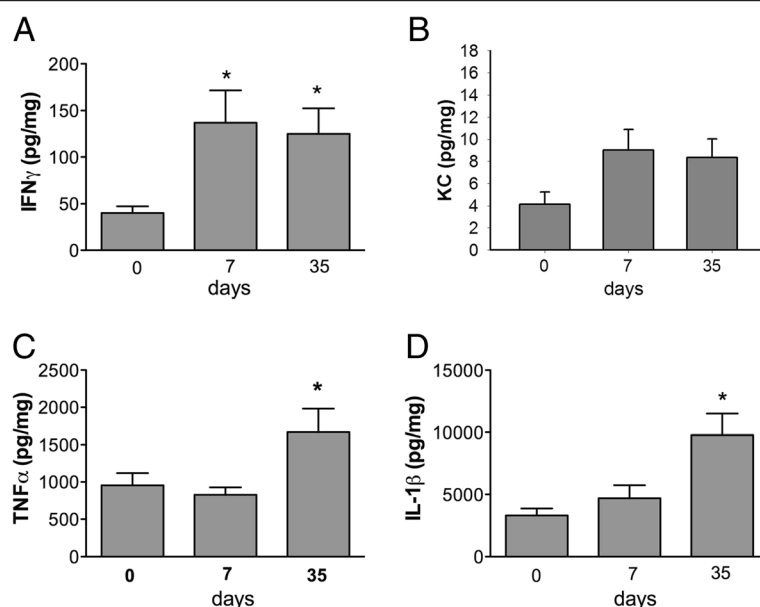 A
IFNγ (pg/mg)
200
150
100
50
0
*
*
0 7 35
days
B
KC (pg/mg)
18
16
14
12
10
8
6
4
2
0
0 7 35
days
C
TNFα (pg/mg)
2500
2000
1500
1000
500
0
*
0 7 35
days
D
IL-1β (pg/mg)
15000
10000
5000
0
*
0 7 35
days